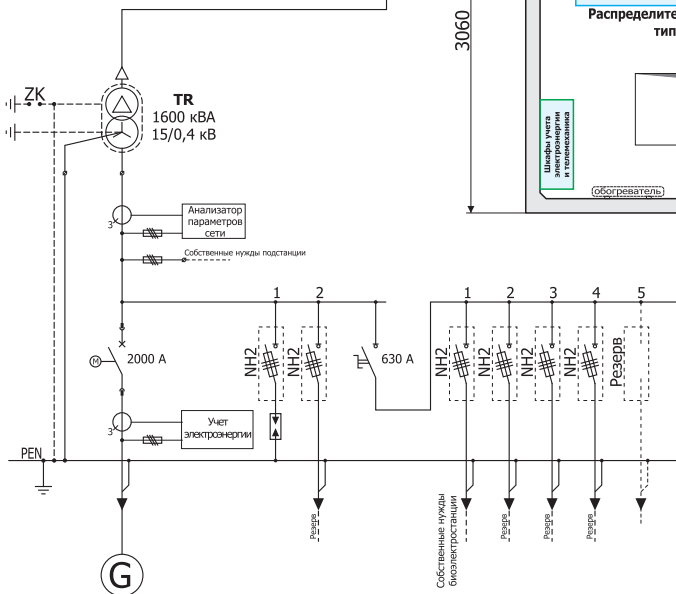 3060
Распределите
тип
Шкафы учета
электроэнергии
и телемеханика
обогреватель
ZK
TR
1600 кВА
15/0,4 кВ
3
Анализатор
параметров
сети
Собственные нужды подстанции
1
2
1
2
3
4
5
M
2000 А
NH2
NH2
630 А
NH2
NH2
NH2
NH2
Резерв
3
Учет
электроэнергии
PEN
Резерв
Собственные нужды
биоэлектростанции
Резерв
Резерв
Резерв
G